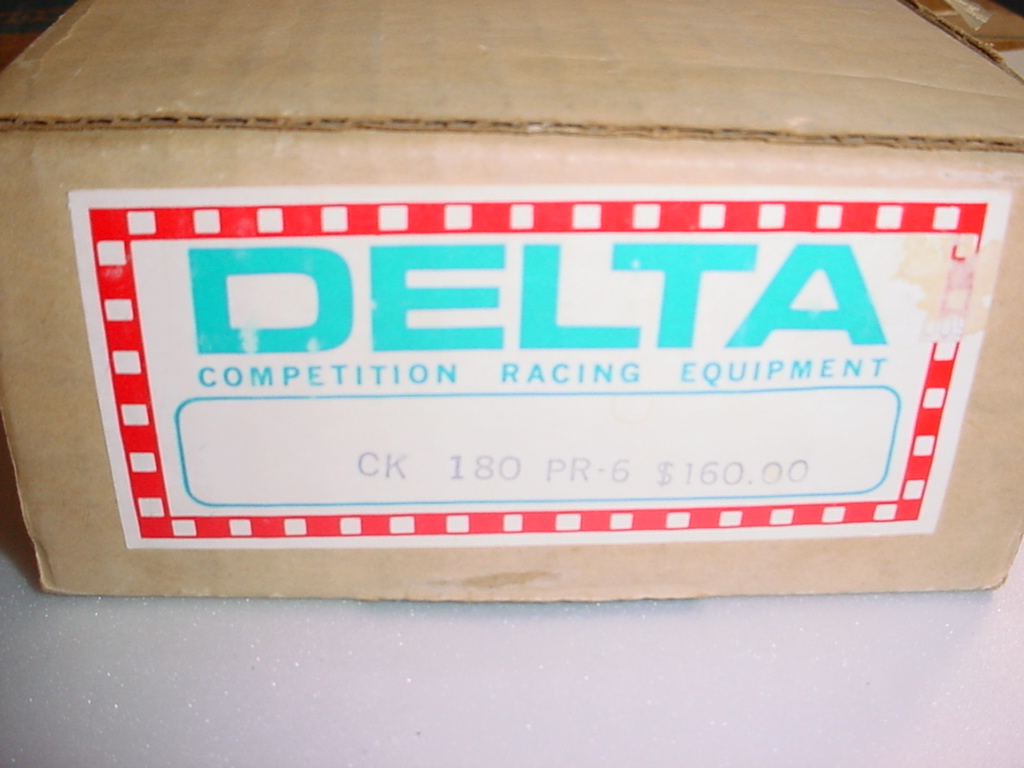 DELTA
COMPETITION RACING EQUIPMENT
CK 180 PR-6 $160.00